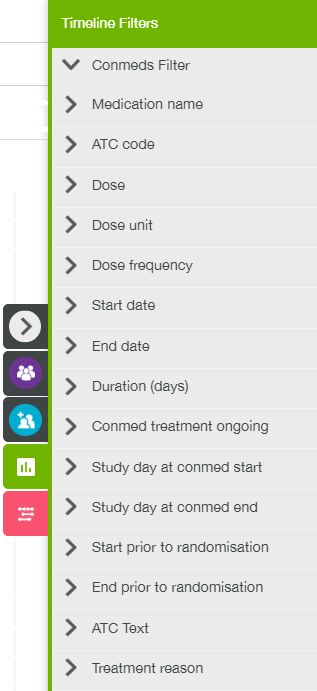 Timeline Filters
Conmeds Filter
Medication name
ATC code
Dose
Dose unit
Dose frequency
Start date
End date
Duration (days)
Conmed treatment ongoing
Study day at conmed start
Study day at conmed end
Start prior to randomisation
End prior to randomisation
ATC Text
Treatment reason